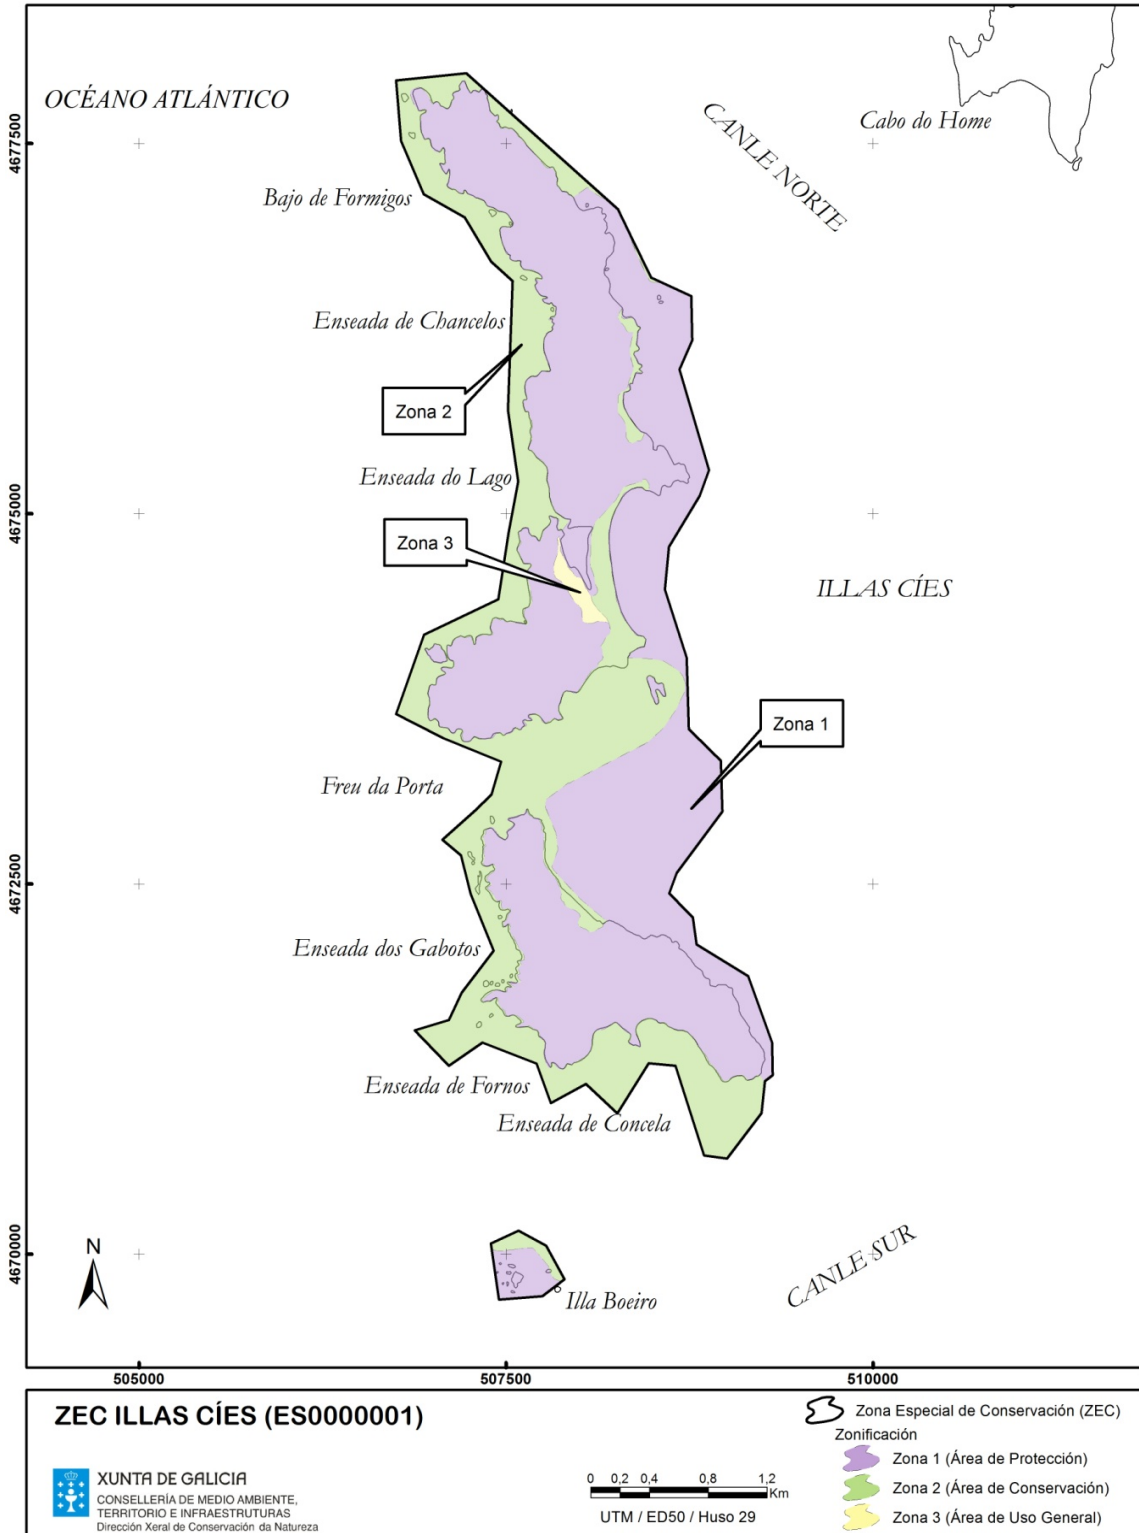 OCÉANO ATLÁNTICO
CANLE NORTE
Cabo do Home
4677500
Bajo de Formigos
Enseada de Chancelos
Zona 2
Enseada do Lago
4675000
Zona 3
ILLAS CÍES
Zona 1
Freu da Porta
4672500
Enseada dos Gabotos
Enseada de Fornos
Enseada de Concela
4670000
N
CANLE SUR
Illa Boeiro
505000
507500
510000
ZEC ILLAS CÍES (ES0000001)
Zona Especial de Conservación (ZEC)
Zonificación
Zona 1 (Área de Protección)
Zona 2 (Área de Conservación)
Zona 3 (Área de Uso General)
XUNTA DE GALICIA
CONSELLERÍA DE MEDIO AMBIENTE,
TERRITORIO E INFRAESTRUTURAS
Dirección Xeral de Conservación da Natureza
0 0,2 0,4 0,8 1,2
Km
UTM / ED50 / Huso 29